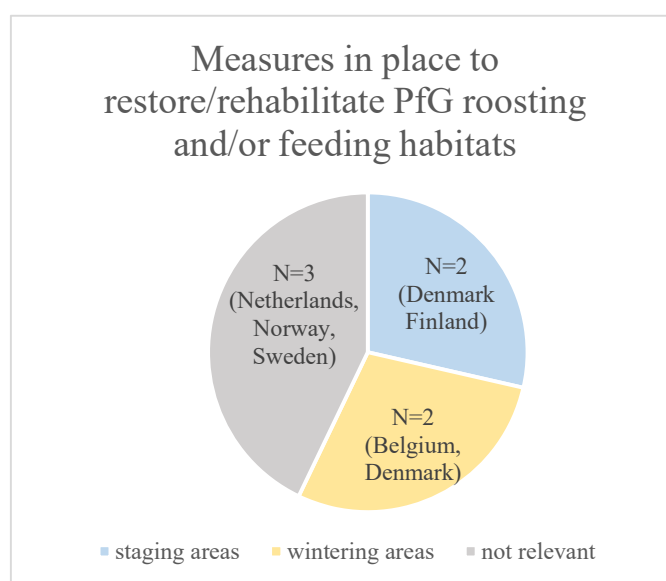 Measures in place to
restore/rehabilitate PfG roosting
and/or feeding habitats
N=3
(Netherlands,
Norway,
Sweden)
N=2
(Denmark
Finland)
N=2
(Belgium,
Denmark)
staging areas wintering areas not relevant